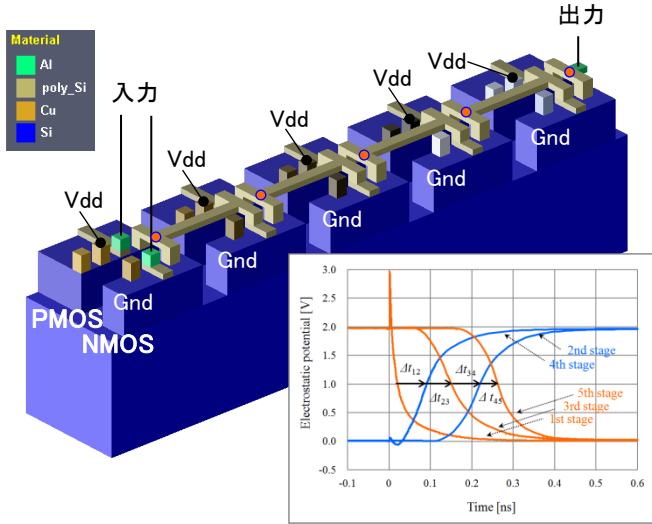 Material
Al
poly_Si
Cu
Si
入力
出力
Vdd
Vdd
Vdd
Vdd
Vdd
Gnd
Gnd
Gnd
Gnd
Gnd
PMOS
NMOS
Electrostatic potential [V]
3.0
2.5
2.0
1.5
1.0
0.5
0.0
-0.5
-0.1
0
0.1
0.2
0.3
0.4
0.5
0.6
Time [ns]
Δt12
Δt34
Δt23
Δ t45
2nd stage
4th stage
5th stage
3rd stage
1st stage